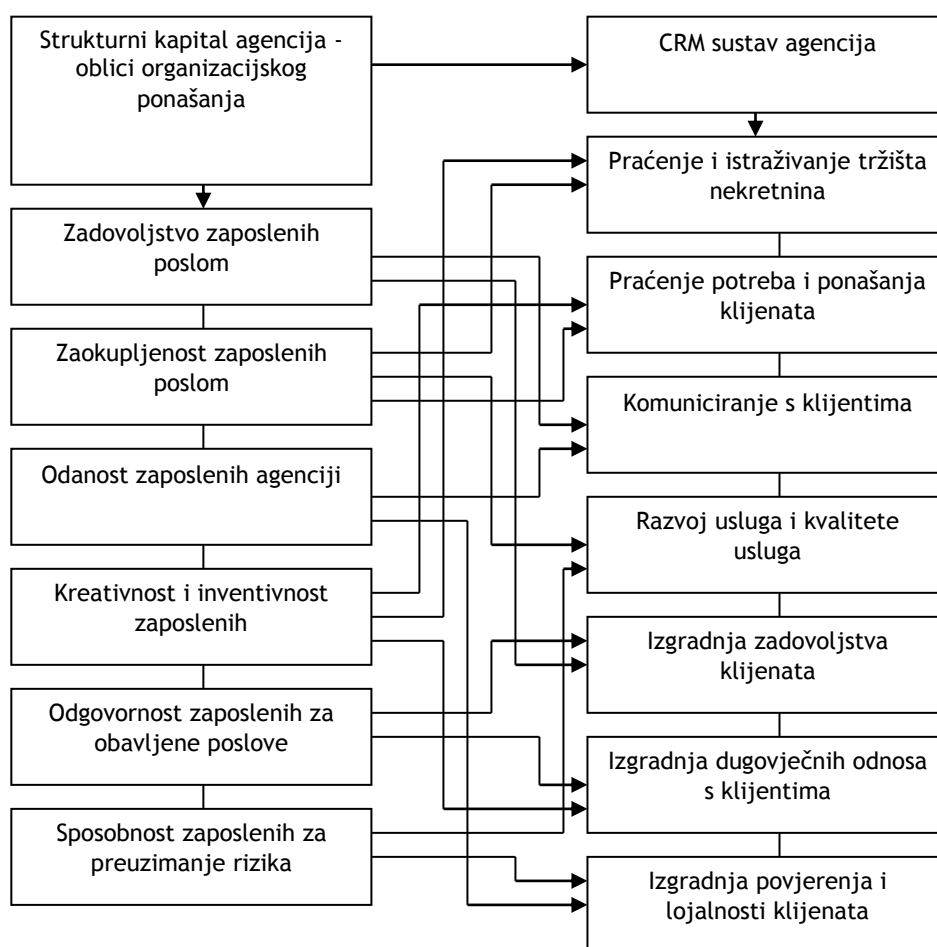 Strukturni kapital agencija -
oblici organizacijskog
ponašanja
Zadovoljstvo zaposlenih
poslom
Zaokupljenost zaposlenih
poslom
Odanost zaposlenih agenciji
Kreativnost i inventivnost
zaposlenih
Odgovornost zaposlenih za
obavljene poslove
Sposobnost zaposlenih za
preuzimanje rizika
CRM sustav agencija
Praćenje i istraživanje tržišta
nekretnina
Praćenje potreba i ponašanja
klijenata
Komuniciranje s klijentima
Razvoj usluga i kvalitete
usluga
Izgradnja zadovoljstva
klijenata
Izgradnja dugovječnih odnosa
s klijentima
Izgradnja povjerenja i
lojalnosti klijenata